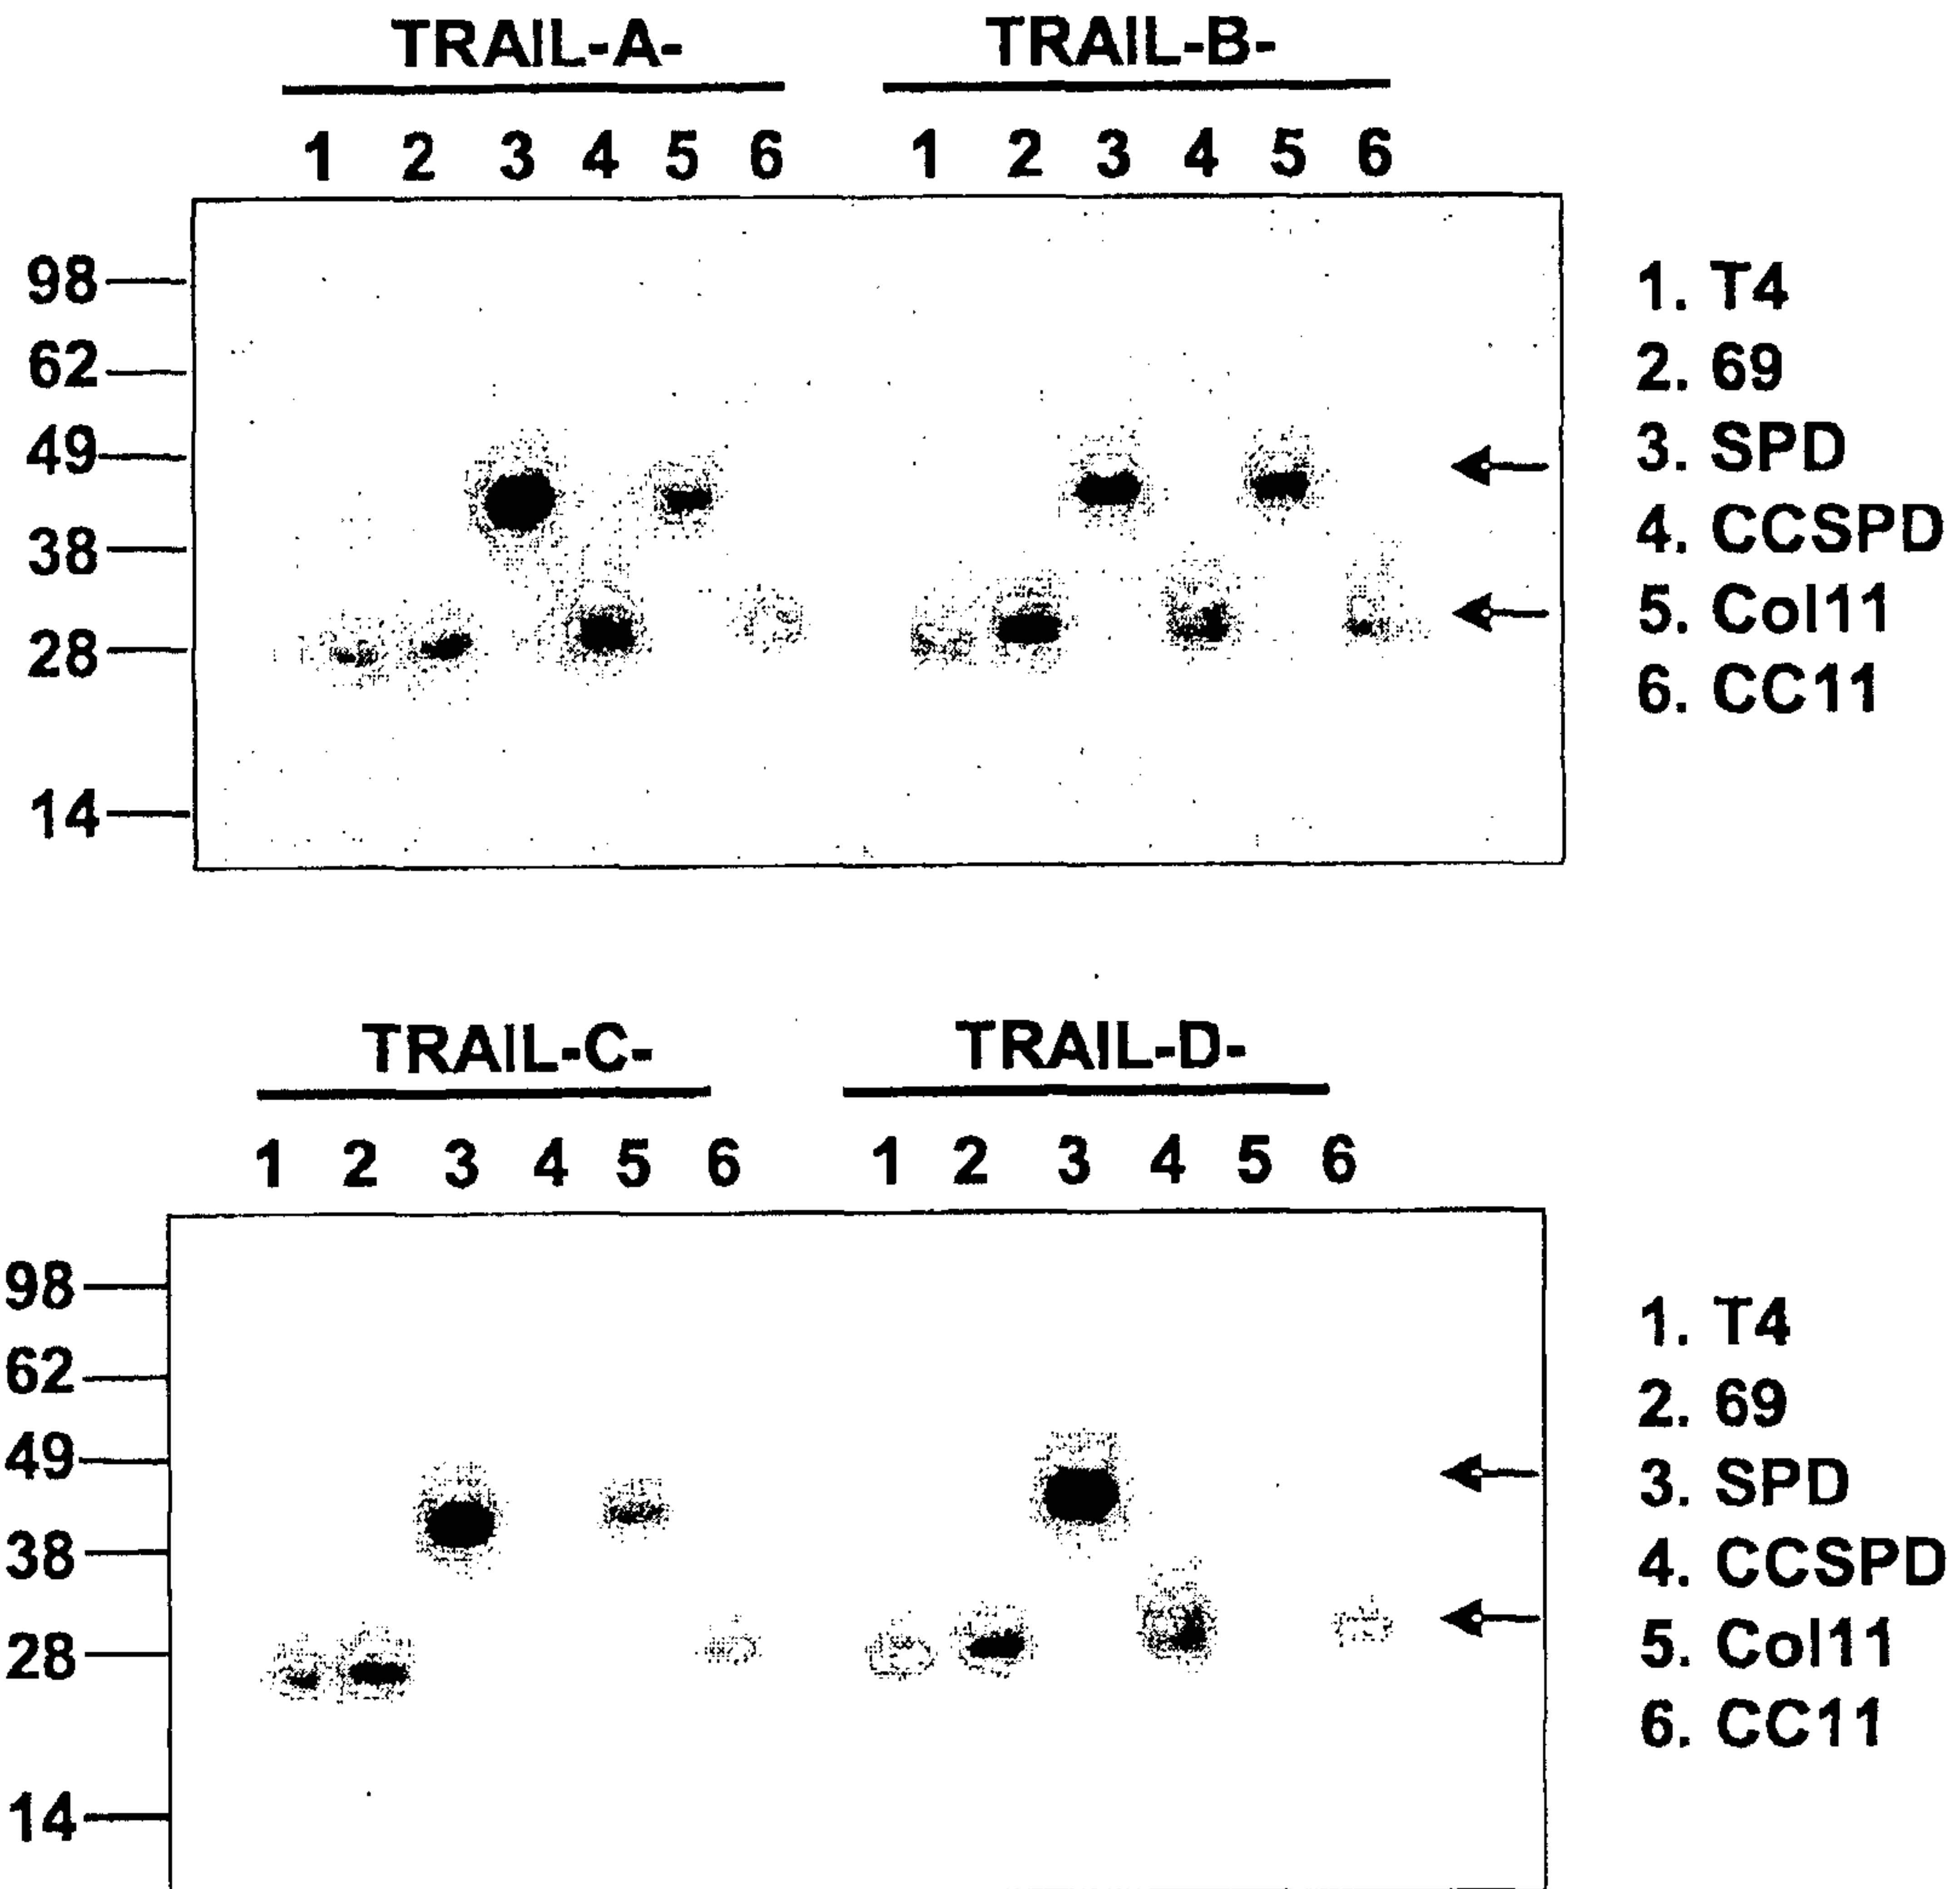 TRAIL-A- TRAIL-B-
1 2 3 4 5 6 1 2 3 4 5 6
98
62
49
38
28
14
1. T4
2. 69
3. SPD
4. CCSPD
5. Col11
6. CC11
TRAIL-C- TRAIL-D-
1 2 3 4 5 6 1 2 3 4 5 6
98
62
49
38
28
14
1. T4
2. 69
3. SPD
4. CCSPD
5. Col11
6. CC11